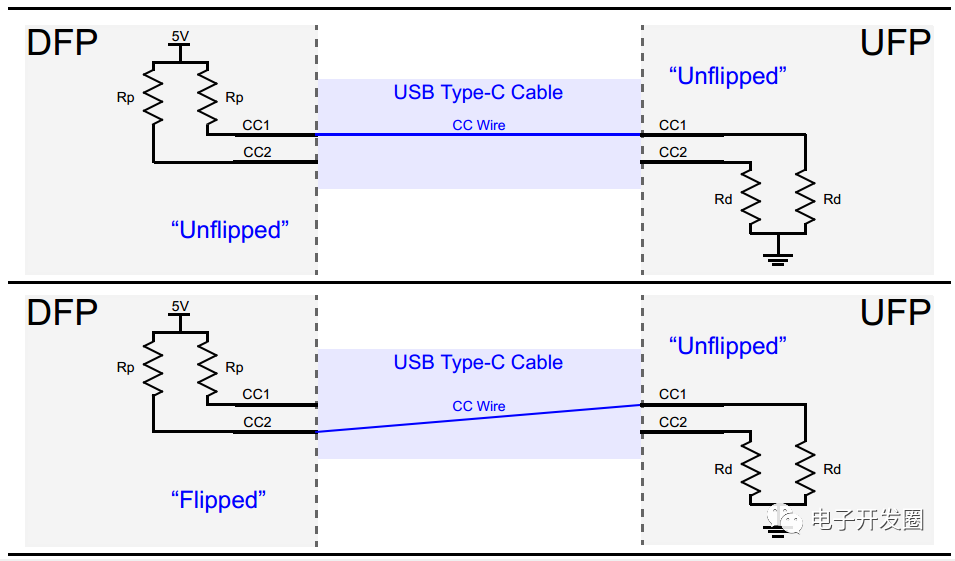 DFP
5V
UFP
“Unflipped”
Rp
Rp
USB Type-C Cable
CC1
CC Wire
CC1
CC2
CC2
Rd
Rd
“Unflipped”
DFP
5V
UFP
“Unflipped”
Rp
Rp
USB Type-C Cable
CC1
CC Wire
CC1
CC2
CC2
Rd
Rd
“Flipped”
电子开发圈